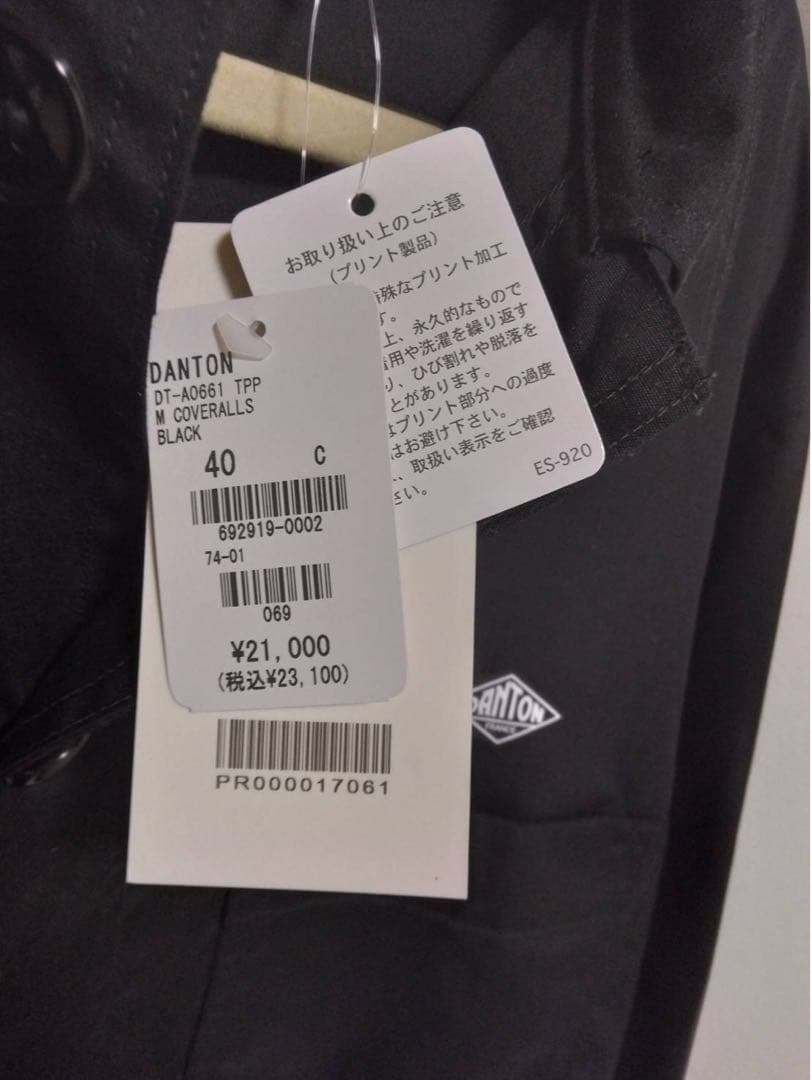 お取り扱い上のご注意
(プリント製品)
特殊なプリント加工
す。
上、永久的なもので
着用や洗濯を繰り返す
り、ひび割れや脱落を
とがあります。
はプリント部分への過度
はお避け下さい。
、取扱い表示をご確認
さい。
ES-920
DANTON
DT-A0661 TPP
M COVERALLS
BLACK
40 C
692919-0002
74-01
069
¥21,000
(税込¥23,100)
PR000017061
DANTON
FRANCE